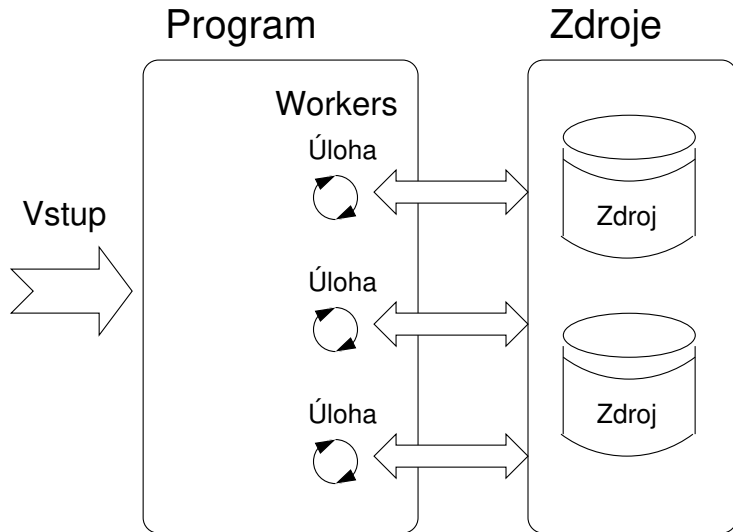 Program
Zdroje
Workers
Úloha
Vstup
Zdroj
Úloha
Úloha
Zdroj